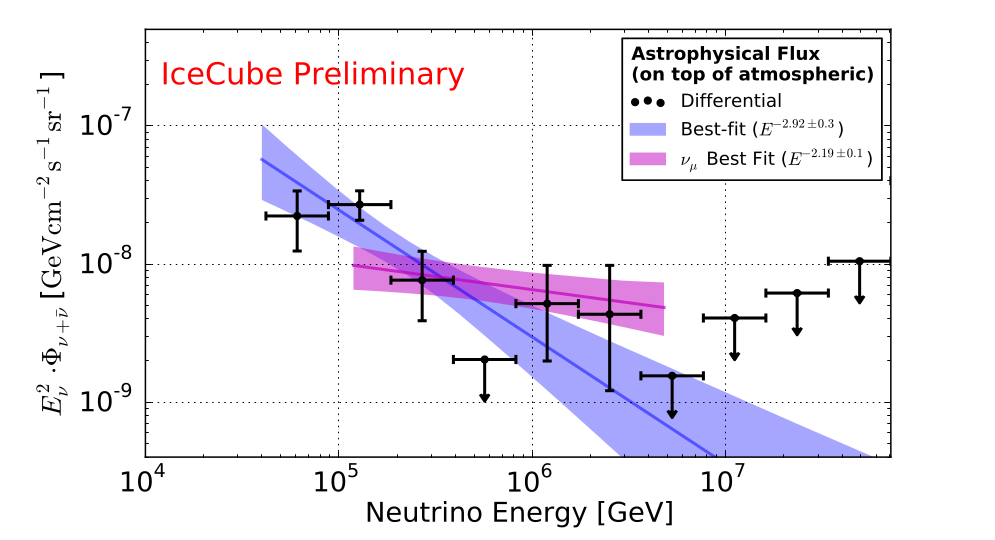 IceCube Preliminary
Astrophysical Flux
(on top of atmospheric)
Differential
Best-fit (E^−2.92±0.3)
ν_μ Best Fit (E^−2.19±0.1)
E_ν^2 · Φ_ν+ν̄ [GeV cm^−2 s^−1 sr^−1]
10^-7
10^-8
10^-9
10^4 10^5 10^6 10^7
Neutrino Energy [GeV]